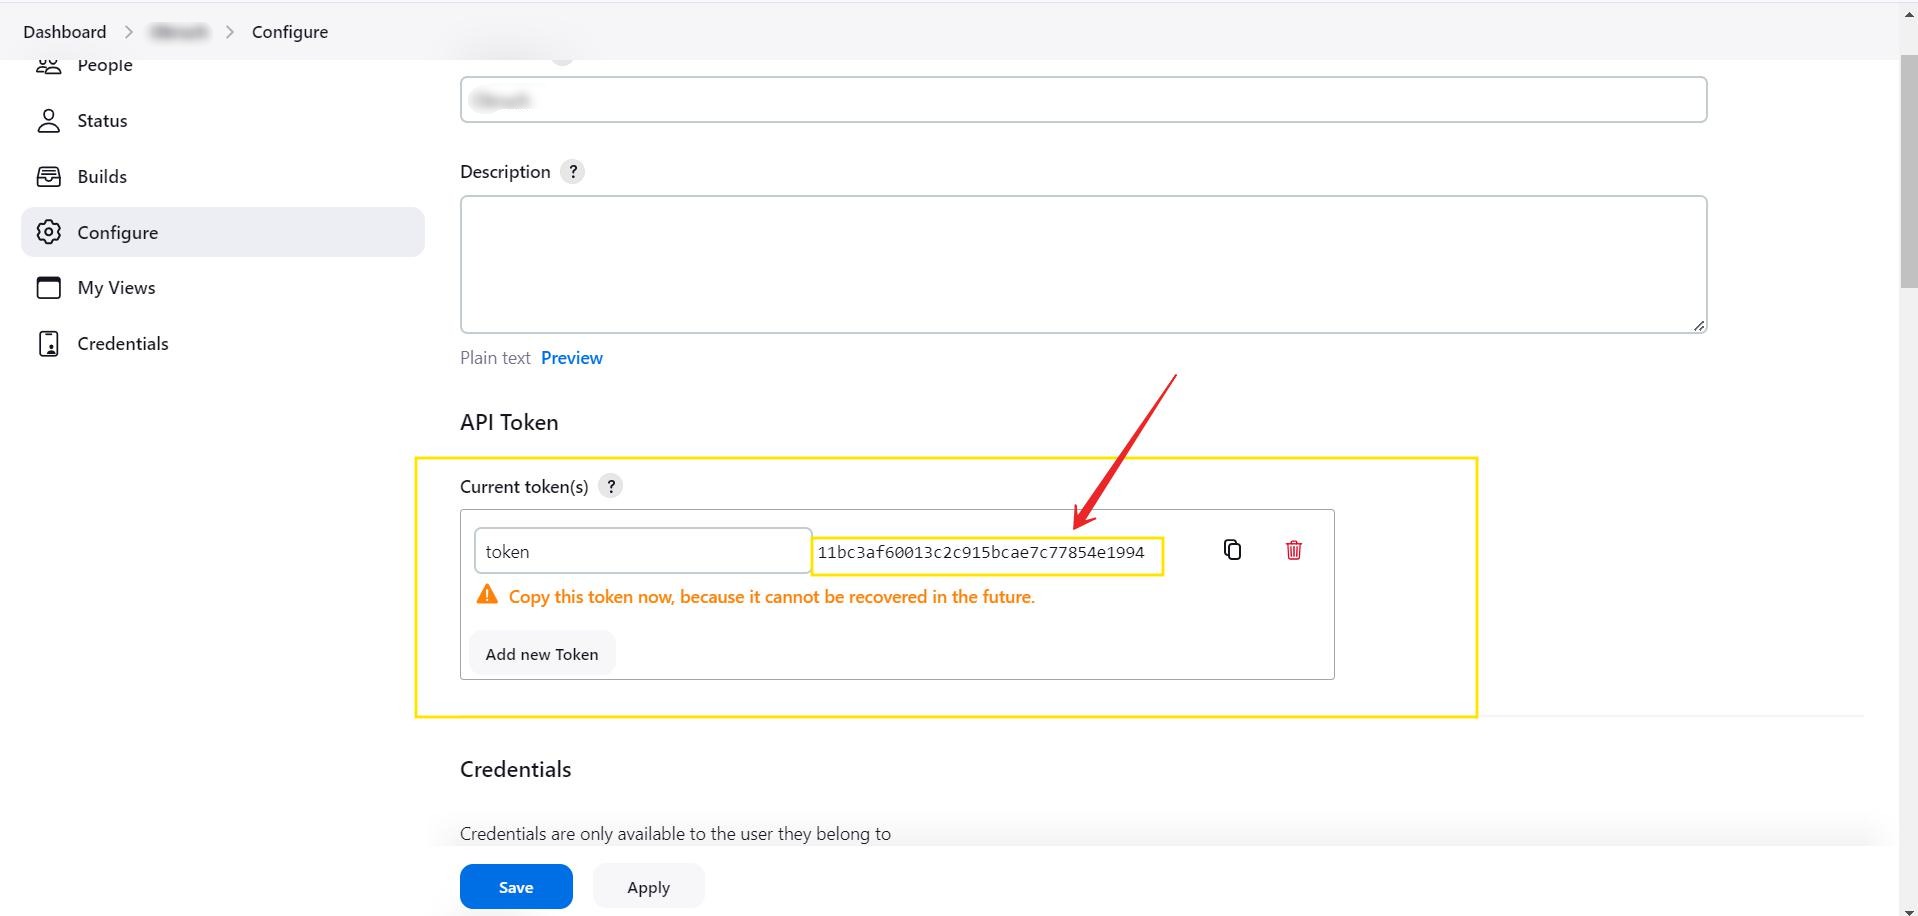 Dashboard > > Configure
People
Status
Description ?
Builds
Configure
My Views
Credentials
Plain text Preview
API Token
Current token(s) ?
token 11bc3af60013c2c915bcae7c77854e1994
Copy this token now, because it cannot be recovered in the future.
Add new Token
Credentials
Credentials are only available to the user they belong to
Save Apply